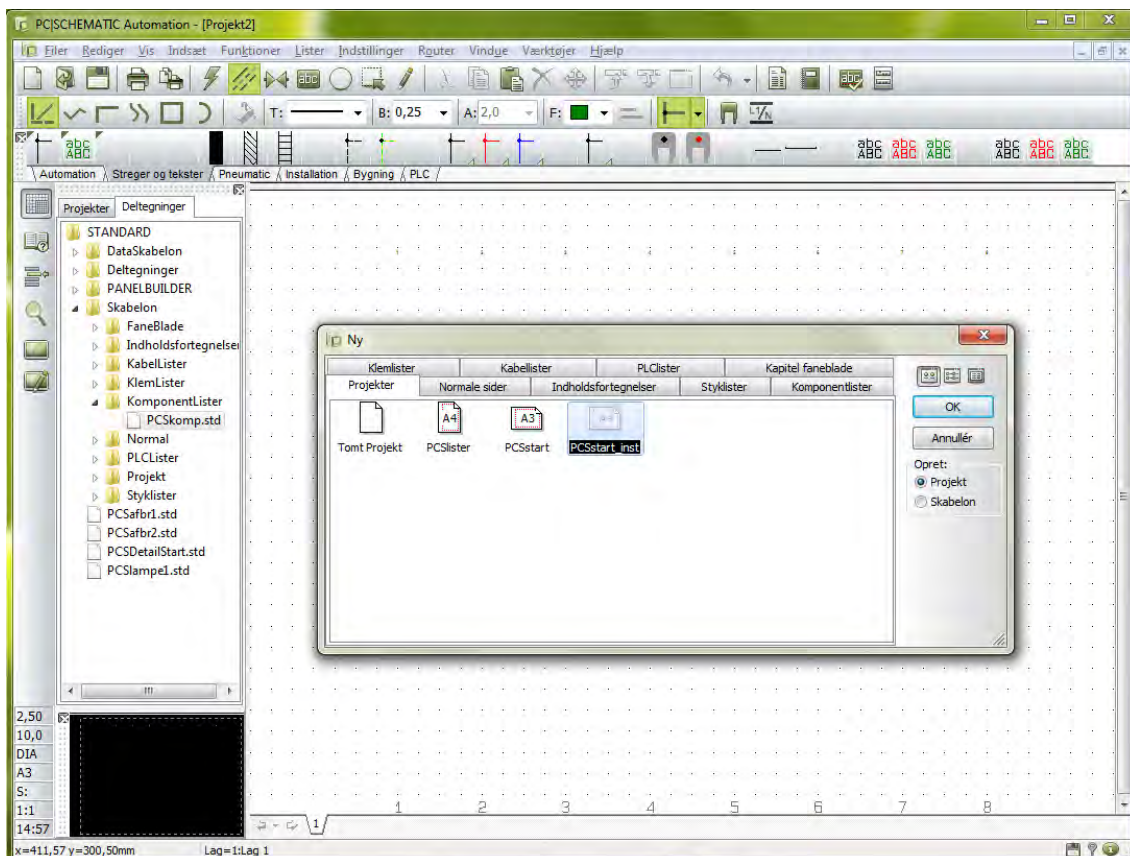 PC|SCHEMATIC Automation - [Projekt2]
Filer Rediger Vis Indsæt Funktioner Lister Indstillinger Router Vindue Værktøjer Hjælp
abc
abc
T: B: 0,25 A: 2,0 F: L1/N
abc ABC abc ABC abc ABC abc ABC abc ABC abc ABC abc ABC
Automation Streger og tekster Pneumatic Installation Bygning PLC
Projekter Deltegninger
STANDARD
DataSkabelon
Deltegninger
PANELBUILDER
Skabelon
FaneBlade
Indholdsfortegnelser
KabelLister
KlemLister
KomponentLister
PCSkomp.std
Normal
PLCLister
Projekt
Styklister
PCSafbr1.std
PCSafbr2.std
PCSDetailStart.std
PCSlampe1.std
Ny
Klemlister Kabellister PLClister Kapitel faneblade
Projekter Normale sider Indholdsfortegnelser Styklister Komponentlister
A4 A3
Tomt Projekt PCSlister PCSstart PCSstart_inst
OK
Annullér
Opret:
Projekt
Skabelon
2,50
10,0
DIA
A3
S:
1:1
14:57
1 2 3 4 5 6 7 8
1
x=411,57 y=300,50mm Lag=1:Lag 1